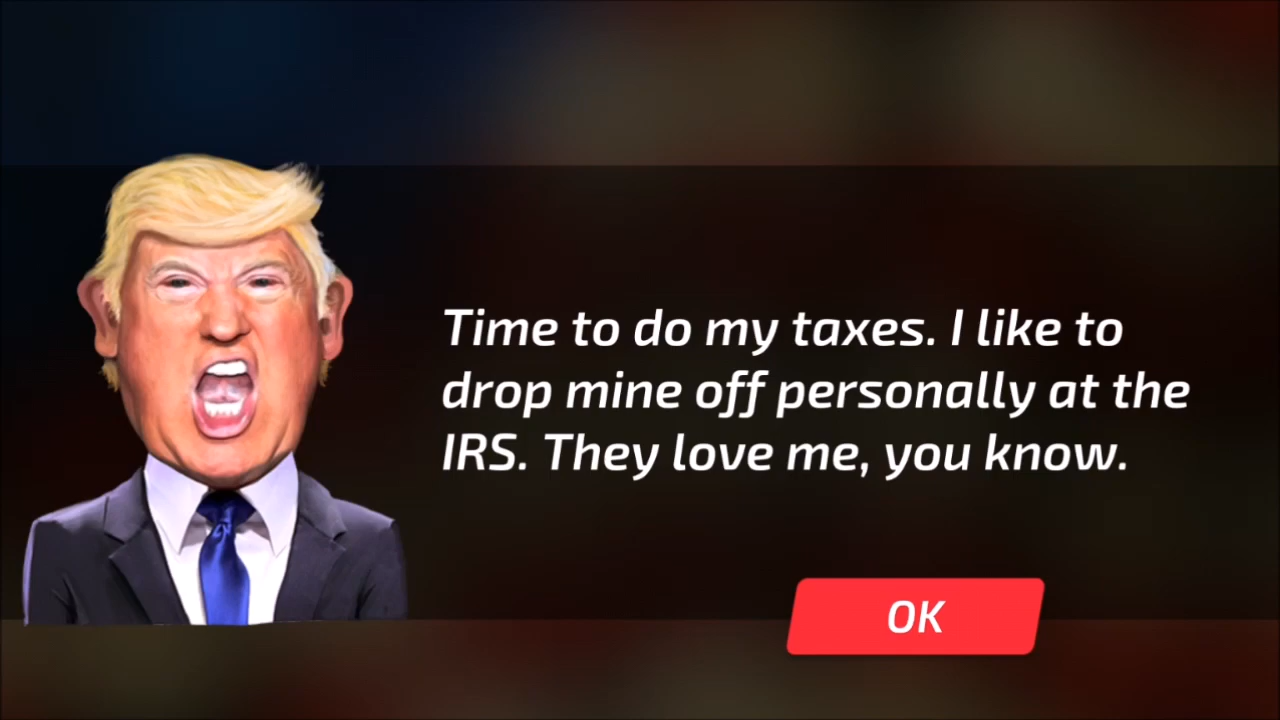 Time to do my taxes. I like to
drop mine off personally at the
IRS. They love me, you know.
OK